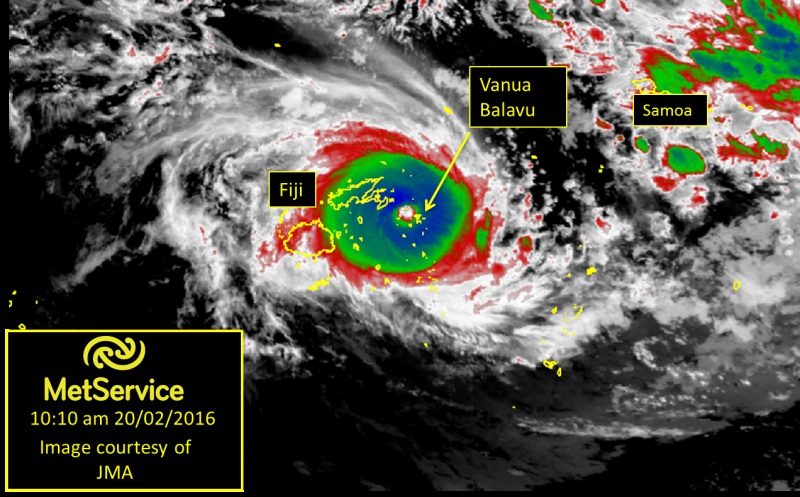 Vanua
Balavu
Samoa
Fiji
MetService
10:10 am 20/02/2016
Image courtesy of
JMA